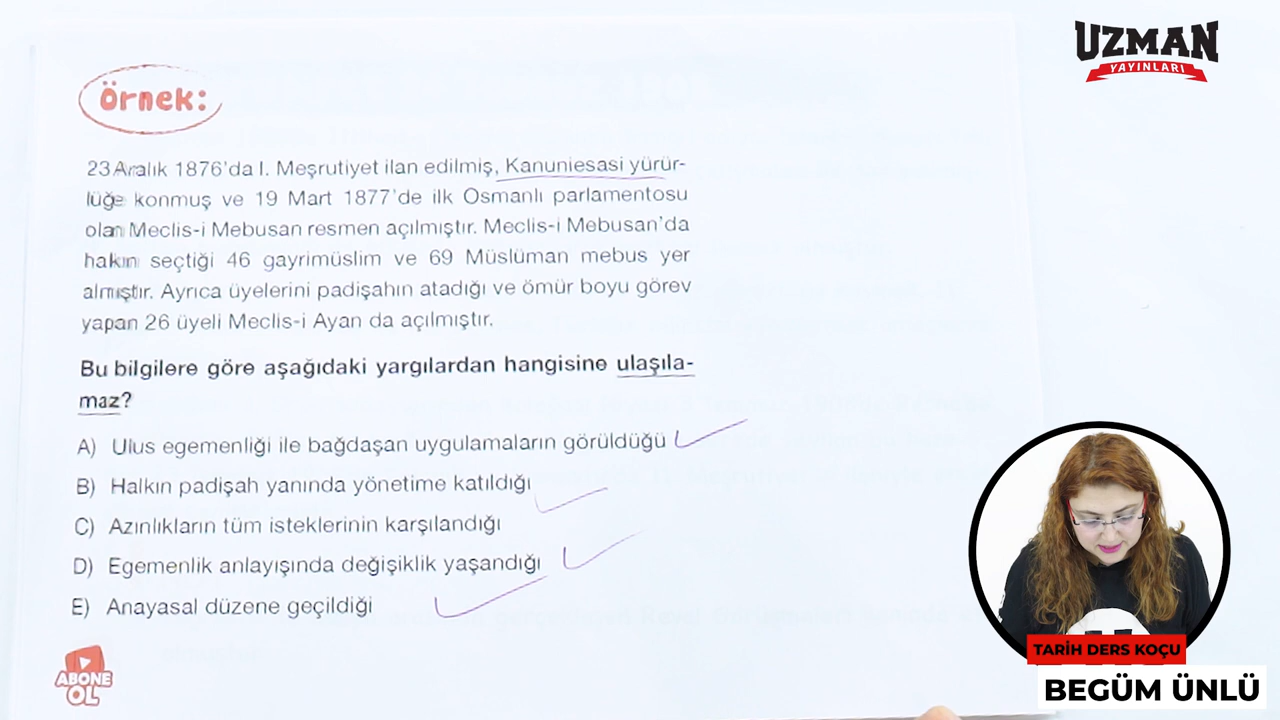 UZMAN
YAYINLARI
Örnek:
23 Aralık 1876'da I. Meşrutiyet ilan edilmiş, Kanuniesasi yürür-
lüğe konmuş ve 19 Mart 1877'de ilk Osmanlı parlamentosu
olan Meclis-i Mebusan resmen açılmıştır. Meclis-i Mebusan'da
halkın seçtiği 46 gayrimüslim ve 69 Müslüman mebus yer
almıştır. Ayrıca üyelerini padişahın atadığı ve ömür boyu görev
yapan 26 üyeli Meclis-i Ayan da açılmıştır.
Bu bilgilere göre aşağıdaki yargılardan hangisine ulaşıla-
maz?
A) Ulus egemenliği ile bağdaşan uygulamaların görüldüğü
B) Halkın padişah yanında yönetime katıldığı
C) Azınlıkların tüm isteklerinin karşılandığı
D) Egemenlik anlayışında değişiklik yaşandığı
E) Anayasal düzene geçildiği
ABONE
OL
TARİH DERS KOÇU
BEGÜM ÜNLÜ